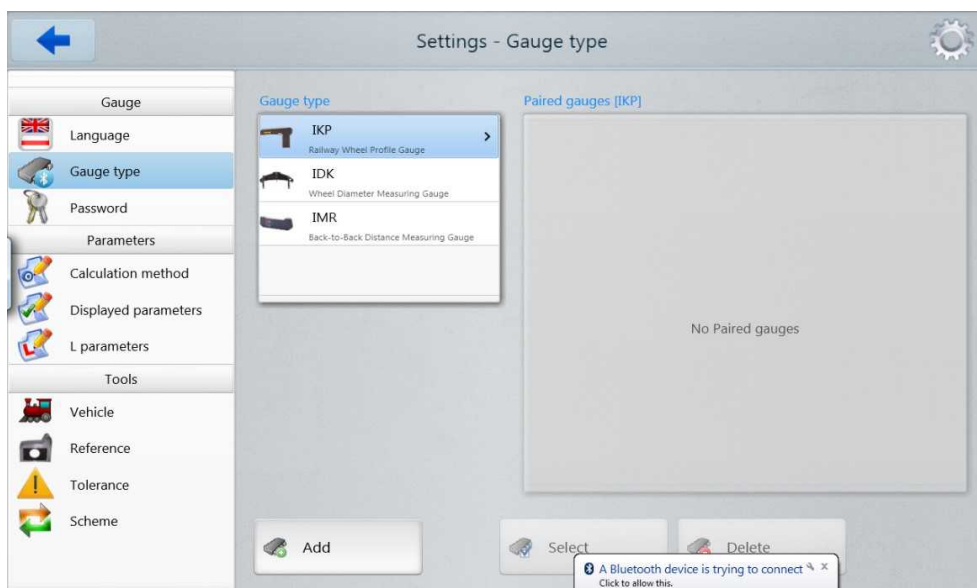 Settings - Gauge type
Gauge
Language
Gauge type
Password
Parameters
Calculation method
Displayed parameters
L parameters
Tools
Vehicle
Reference
Tolerance
Scheme
Gauge type
IKP
Railway Wheel Profile Gauge
IDK
Wheel Diameter Measuring Gauge
IMR
Back-to-Back Distance Measuring Gauge
Paired gauges [IKP]
No Paired gauges
Add
Select
Delete
A Bluetooth device is trying to connect
Click to allow this.